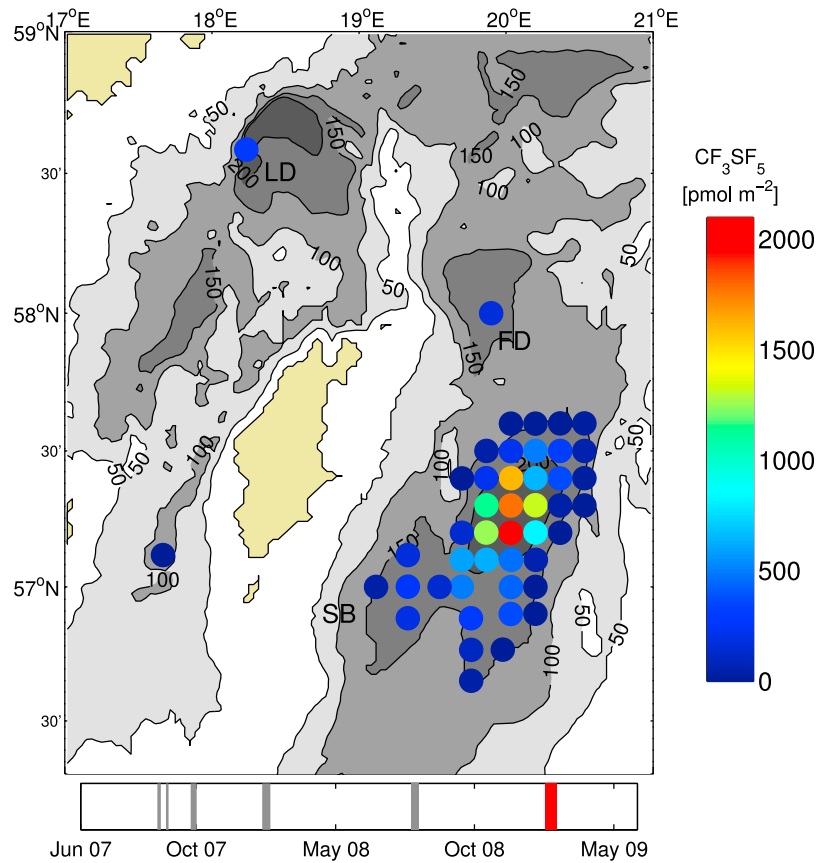 17°E 18°E 19°E 20°E 21°E
59°N
50 150 150
100
CF3SF5
[pmol m−2]
150
200 LD
30'
100
2000
100 50
50
150
58°N
FD
150
1500
30'
50 50 100 100 200 50
1000
150
100
57°N
500
SB
50 50
100
0
30'
Jun 07 Oct 07 May 08 Oct 08 May 09